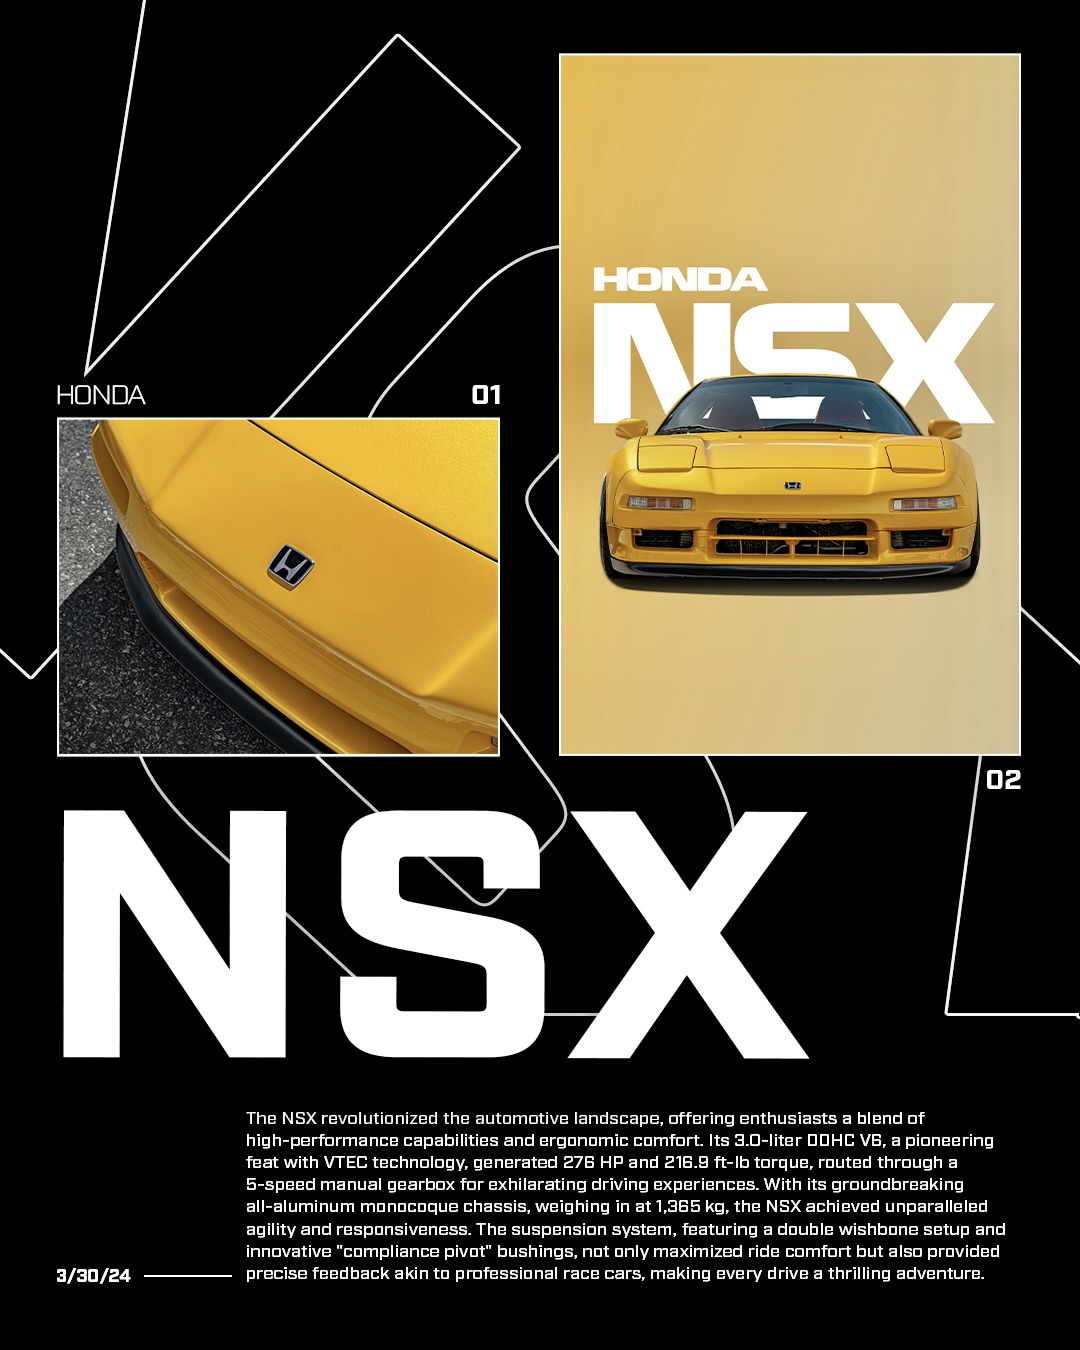 HONDA
NSX
HONDA
01
02
NSX
The NSX revolutionized the automotive landscape, offering enthusiasts a blend of
high-performance capabilities and ergonomic comfort. Its 3.0-liter DOHC V6, a pioneering
feat with VTEC technology, generated 276 HP and 216.9 ft-lb torque, routed through a
5-speed manual gearbox for exhilarating driving experiences. With its groundbreaking
all-aluminum monocoque chassis, weighing in at 1,365 kg, the NSX achieved unparalleled
agility and responsiveness. The suspension system, featuring a double wishbone setup and
innovative "compliance pivot" bushings, not only maximized ride comfort but also provided
precise feedback akin to professional race cars, making every drive a thrilling adventure.
3/30/24